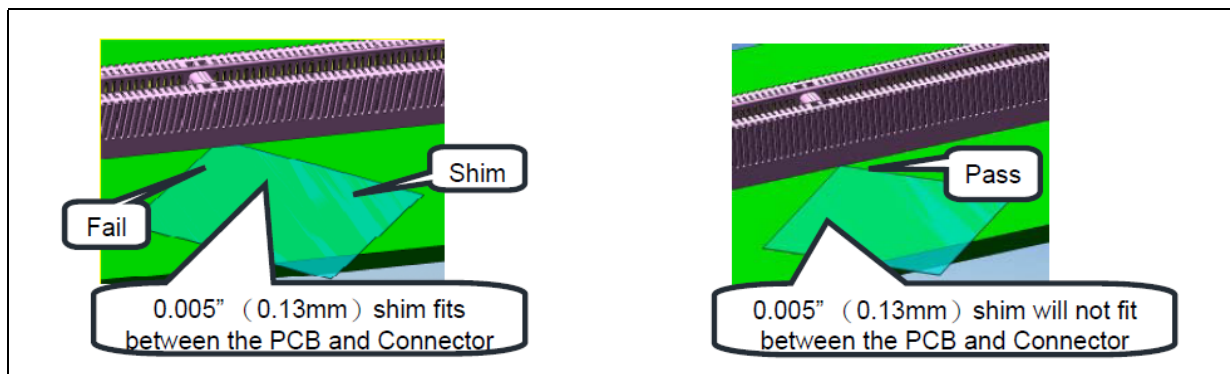 Fail
Shim
0.005” （0.13mm）shim fits
between the PCB and Connector
Pass
0.005” （0.13mm）shim will not fit
between the PCB and Connector